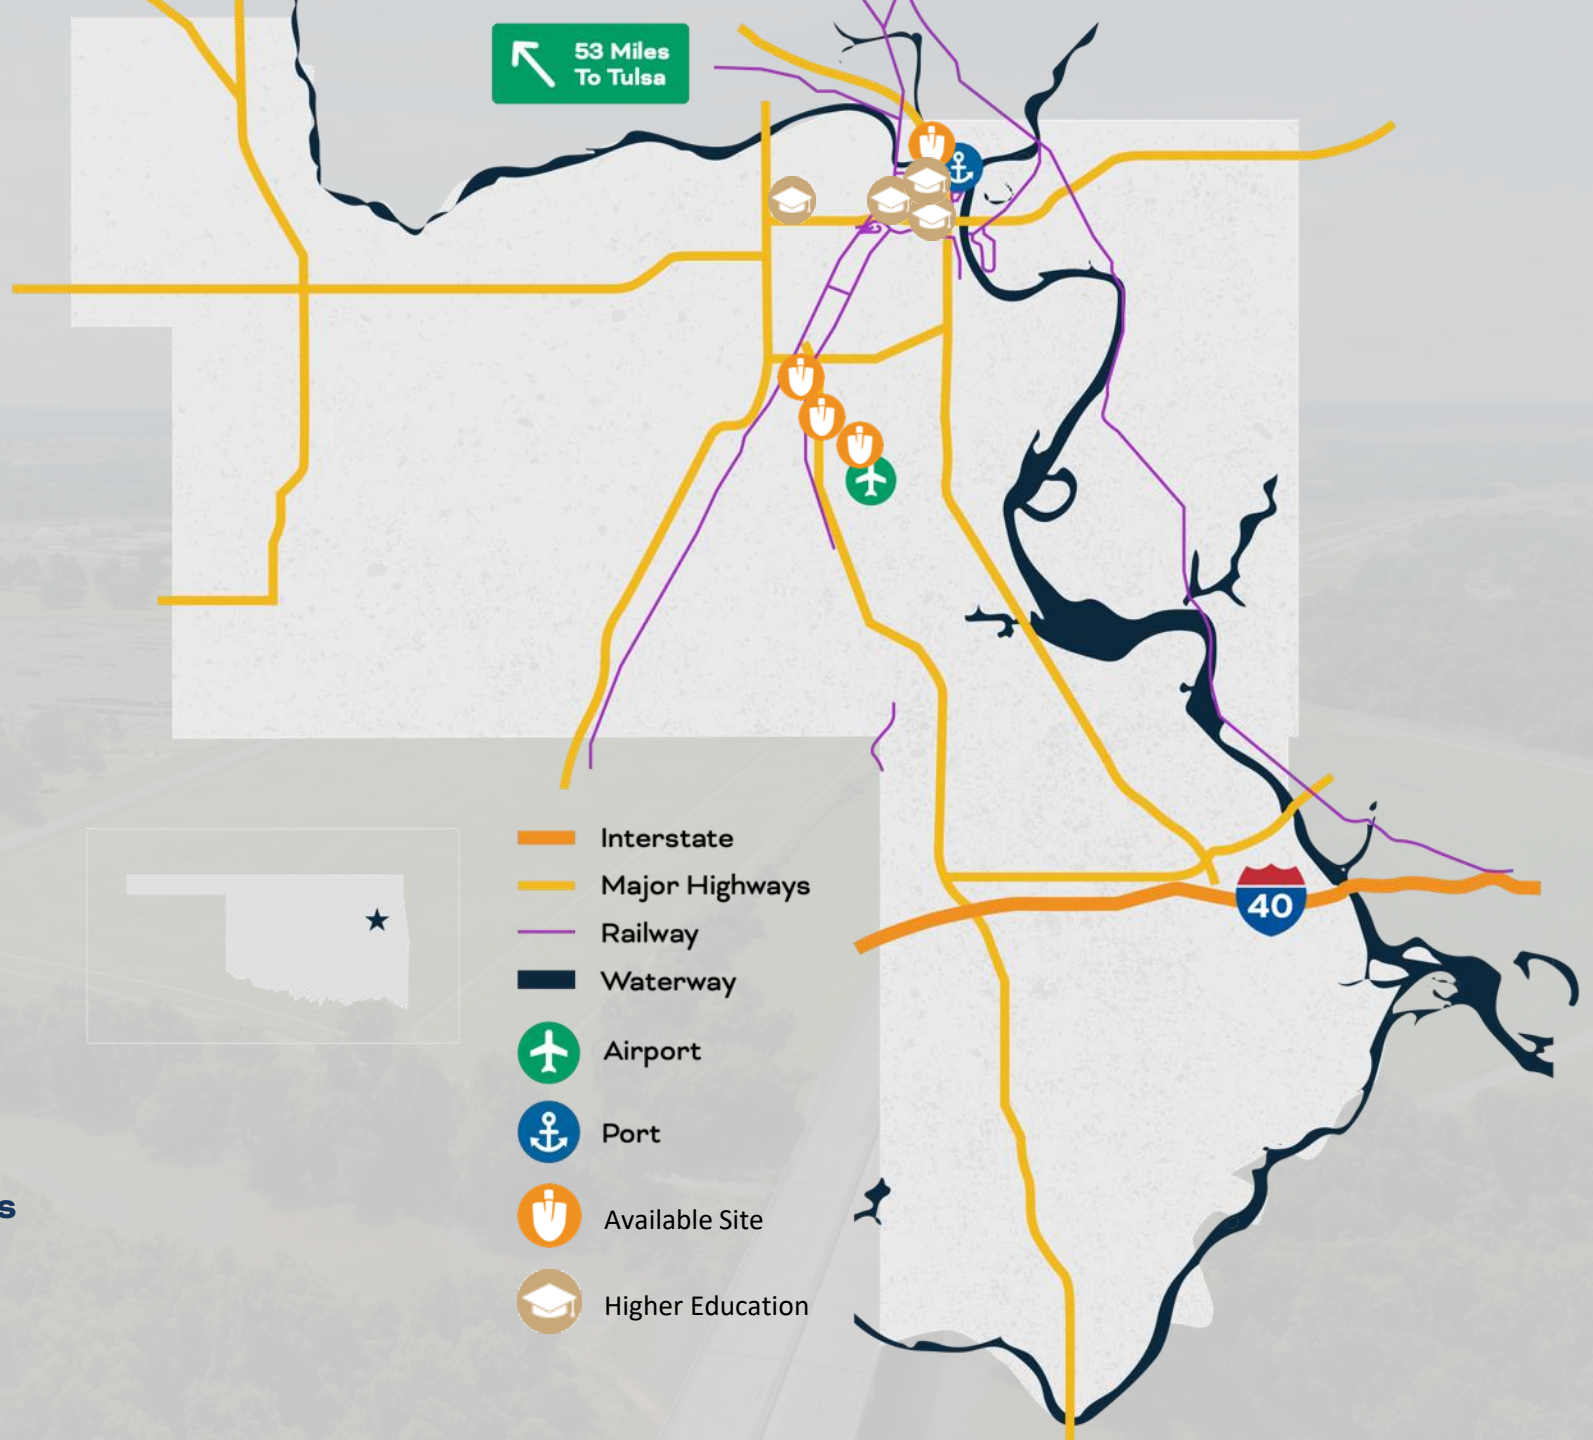 53 Miles
To Tulsa
Interstate
Major Highways
40
Railway
Waterway
Airport
Port
s
Available Site
Higher Education